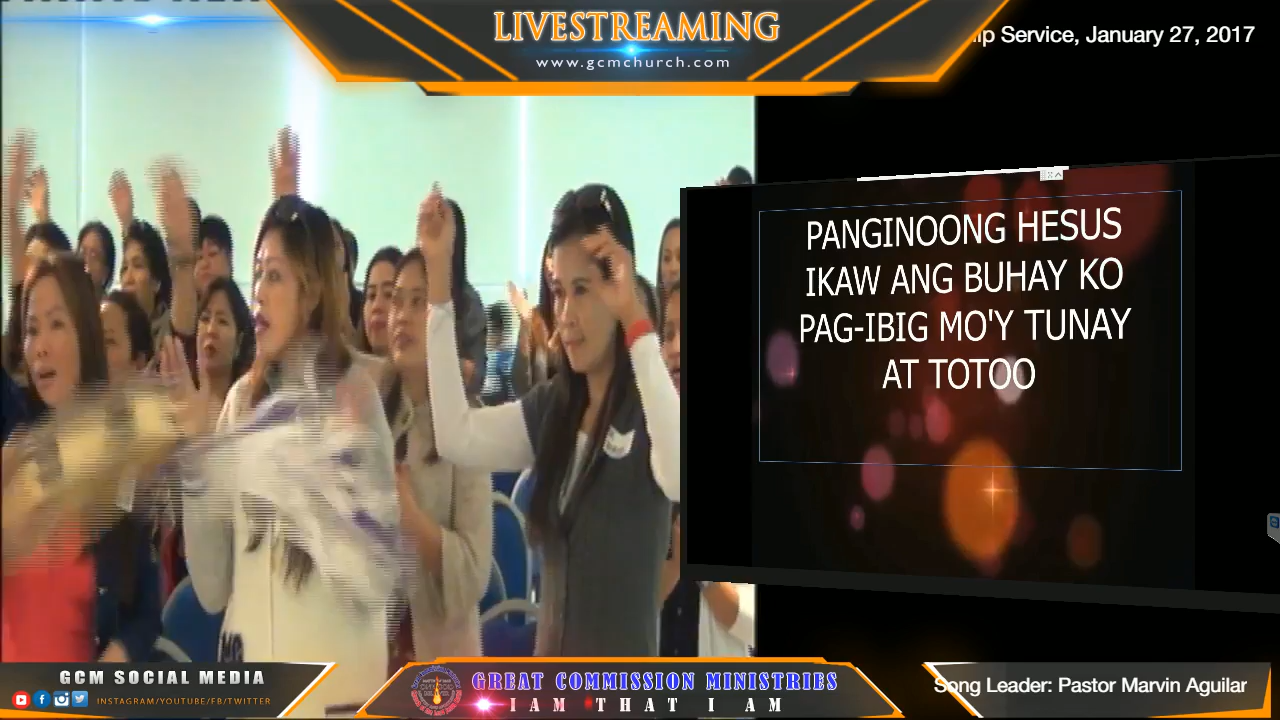 LIVESTREAMING
www.gcmchurch.com
Service, January 27, 2017
PANGINOONG HESUS
IKAW ANG BUHAY KO
PAG-IBIG MO'Y TUNAY
AT TOTOO
GCM SOCIAL MEDIA
INSTAGRAM/YOUTUBE/FB/TWITTER
GREAT COMMISSION MINISTRIES
I AM THAT I AM
Song Leader: Pastor Marvin Aguilar